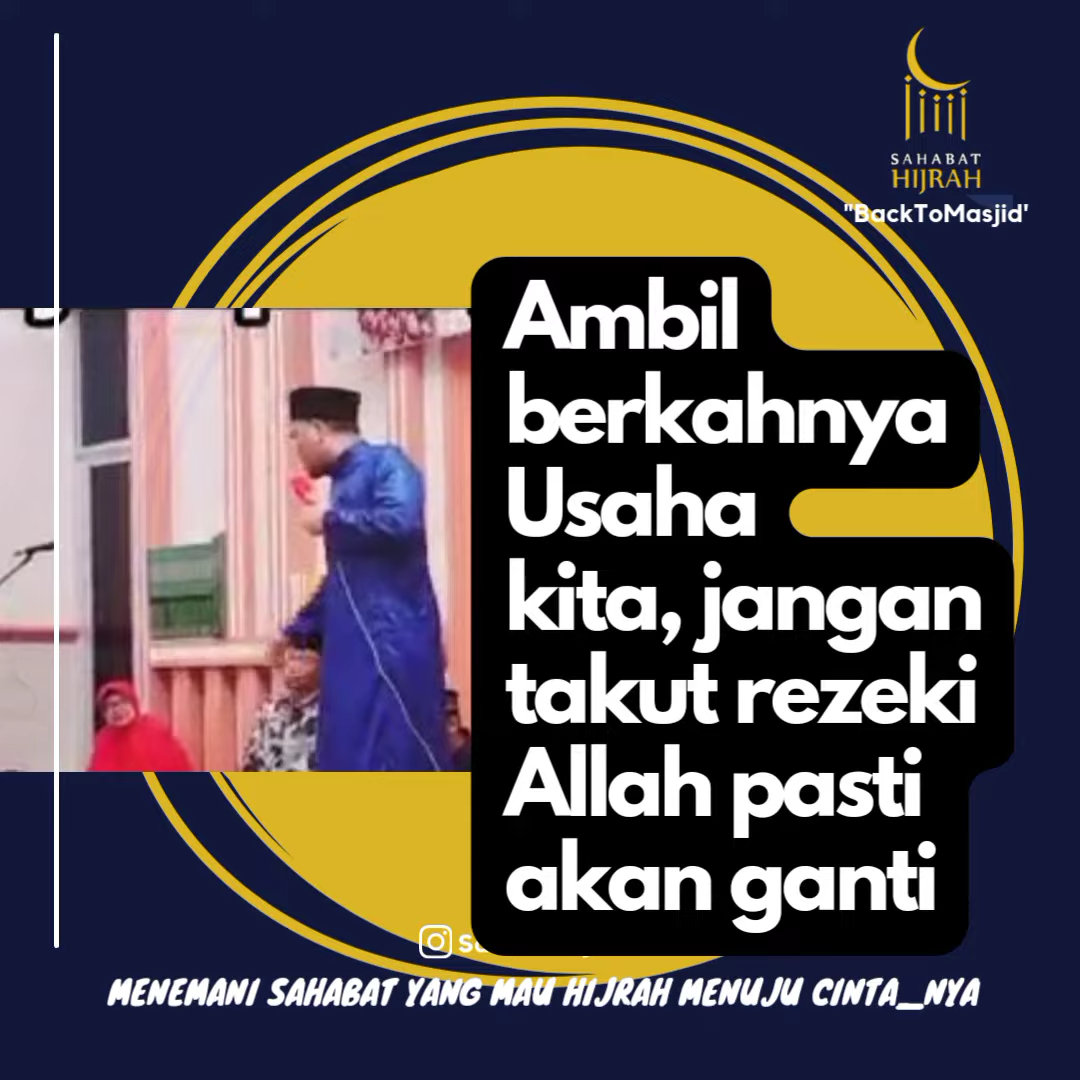 SAHABAT
HIJRAH
"BackToMasjid'
Ambil
berkahnya
Usaha
kita, jangan
takut rezeki
Allah pasti
akan ganti
MENEMANI SAHABAT YANG MAU HIJRAH MENUJU CINTA_NYA